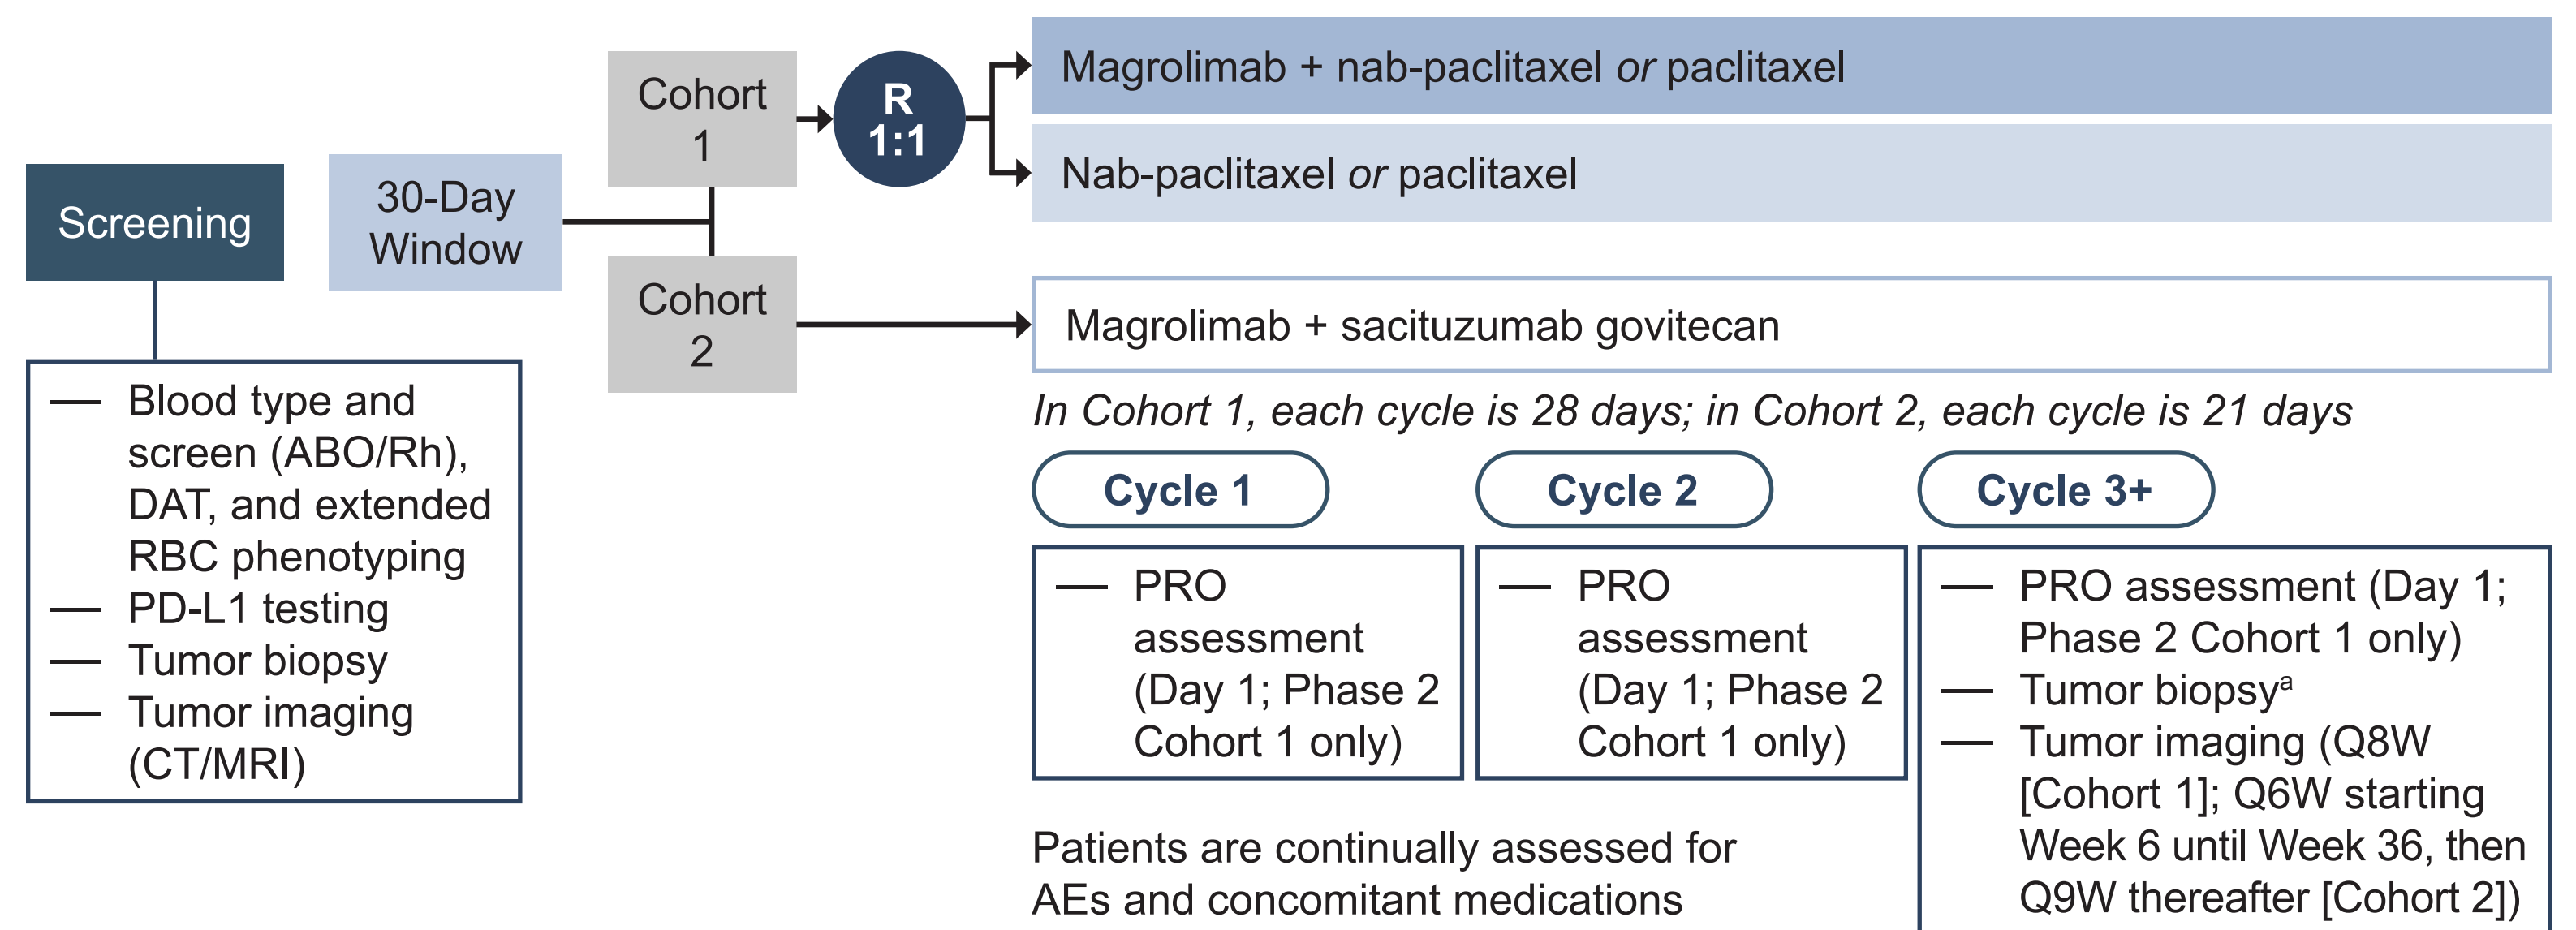 Screening
— Blood type and
screen (ABO/Rh),
DAT, and extended
RBC phenotyping
— PD-L1 testing
— Tumor biopsy
— Tumor imaging
(CT/MRI)
30-Day
Window
Cohort
1
R
1:1
Magrolimab + nab-paclitaxel or paclitaxel
Nab-paclitaxel or paclitaxel
Cohort
2
Magrolimab + sacituzumab govitecan
In Cohort 1, each cycle is 28 days; in Cohort 2, each cycle is 21 days
Cycle 1
— PRO
assessment
(Day 1; Phase 2
Cohort 1 only)
Cycle 2
— PRO
assessment
(Day 1; Phase 2
Cohort 1 only)
Cycle 3+
— PRO assessment (Day 1;
Phase 2 Cohort 1 only)
— Tumor biopsyᵃ
— Tumor imaging (Q8W
[Cohort 1]; Q6W starting
Week 6 until Week 36, then
Q9W thereafter [Cohort 2])
Patients are continually assessed for
AEs and concomitant medications